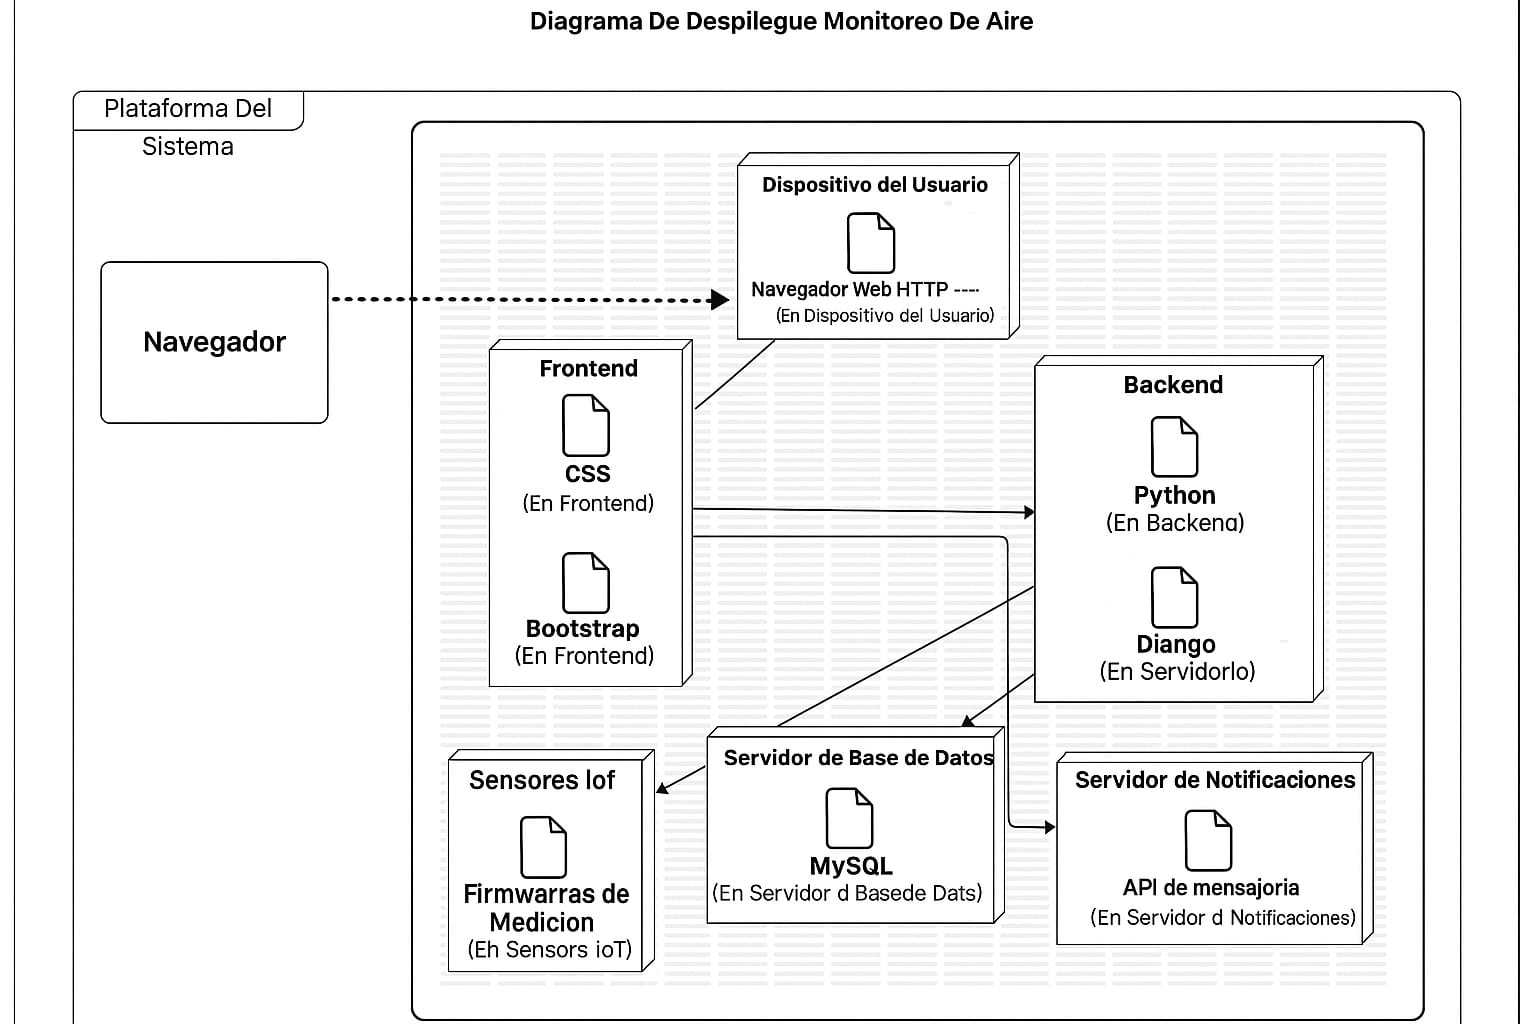 Diagrama De Despilegue Monitoreo De Aire
Plataforma Del
Sistema
Navegador
Dispositivo del Usuario
Navegador Web HTTP ----
(En Dispositivo del Usuario)
Frontend
CSS
(En Frontend)
Bootstrap
(En Frontend)
Backend
Python
(En Backena)
Diango
(En Servidorlo)
Sensores Iof
Firmwarras de
Medicion
(Eh Sensors ioT)
Servidor de Base de Datos
MySQL
(En Servidor d Basede Dats)
Servidor de Notificaciones
API de mensajoria
(En Servidor d Notificaciones)